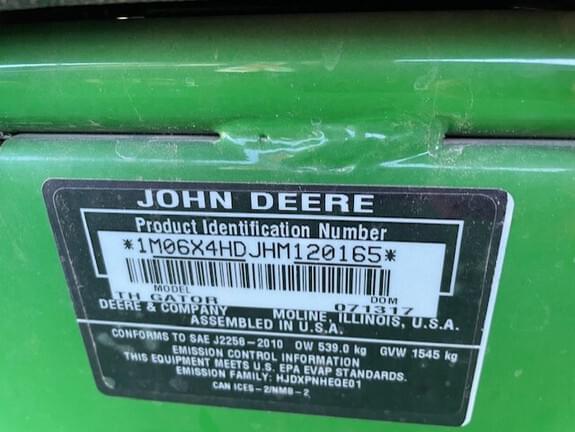 JOHN DEERE
Product Identification Number
*1M06X4HDJHM120165*
MODEL DOM
TH GATOR 071317
DEERE & COMPANY MOLINE, ILLINOIS, U.S.A.
ASSEMBLED IN U.S.A.
CONFORMS TO SAE J2258-2010 OW 539.0 kg GVW 1545 kg
EMISSION CONTROL INFORMATION
THIS EQUIPMENT MEETS U.S. EPA EVAP STANDARDS.
EMISSION FAMILY: HJDXPNHEQE01
CAN ICES-2/NMB-2